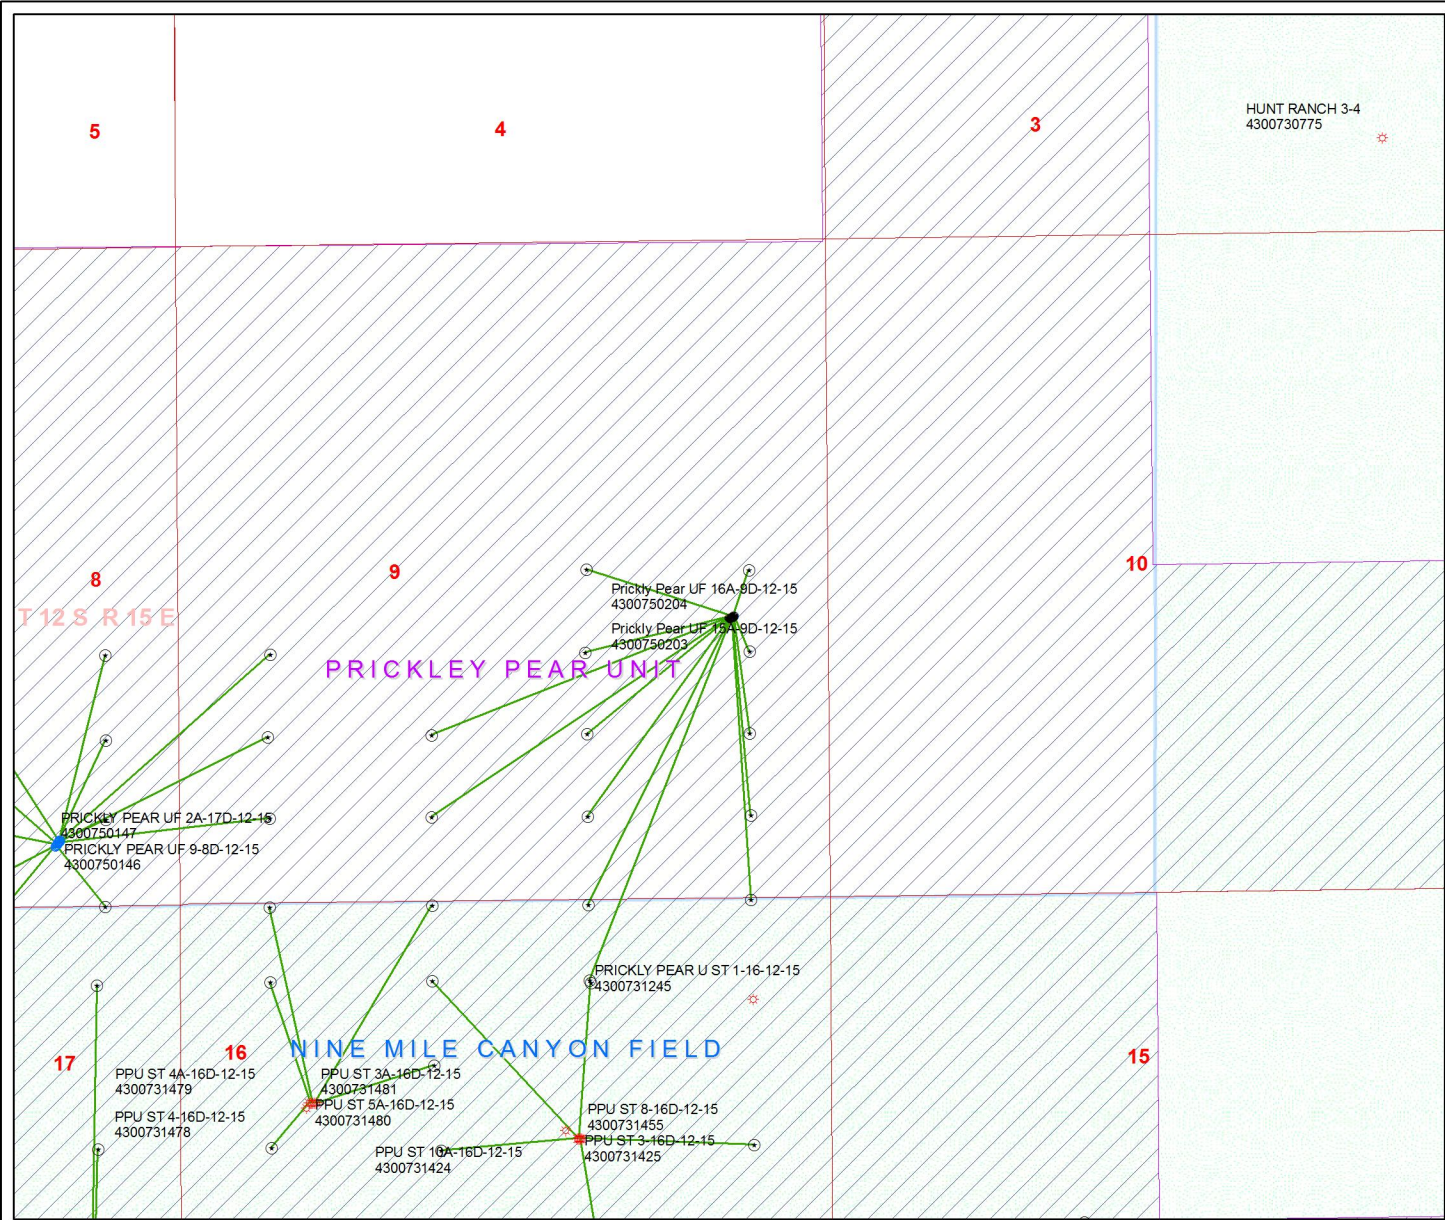 5
4
3
HUNT RANCH 3-4
4300730775
8
9
10
T 12 S R 15 E
Prickly Pear UF 16A-9D-12-15
4300750204
Prickly Pear UF 15A-9D-12-15
4300750203
PRICKLEY PEAR UNIT
PRICKLY PEAR UF 2A-17D-12-15
4300750147
PRICKLY PEAR UF 9-8D-12-15
4300750146
PRICKLY PEAR U ST 1-16-12-15
4300731245
17
16
NINE MILE CANYON FIELD
15
PPU ST 4A-16D-12-15
4300731479
PPU ST 3A-16D-12-15
4300731481
PPU ST 5A-16D-12-15
4300731480
PPU ST 4-16D-12-15
4300731478
PPU ST 8-16D-12-15
4300731455
PPU ST 3-16D-12-15
4300731425
PPU ST 10A-16D-12-15
4300731424